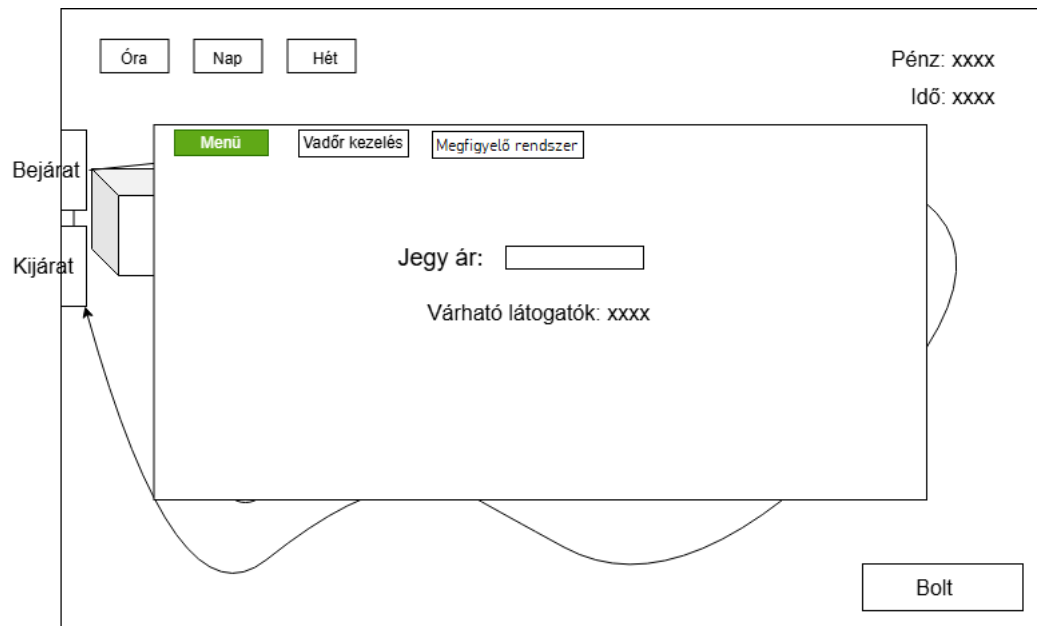 Óra Nap Hét
Pénz: xxxx
Idő: xxxx
Menü Vadőr kezelés Megfigyelő rendszer
Bejárat
Jegy ár:
Kijárat
Várható látogatók: xxxx
Bolt